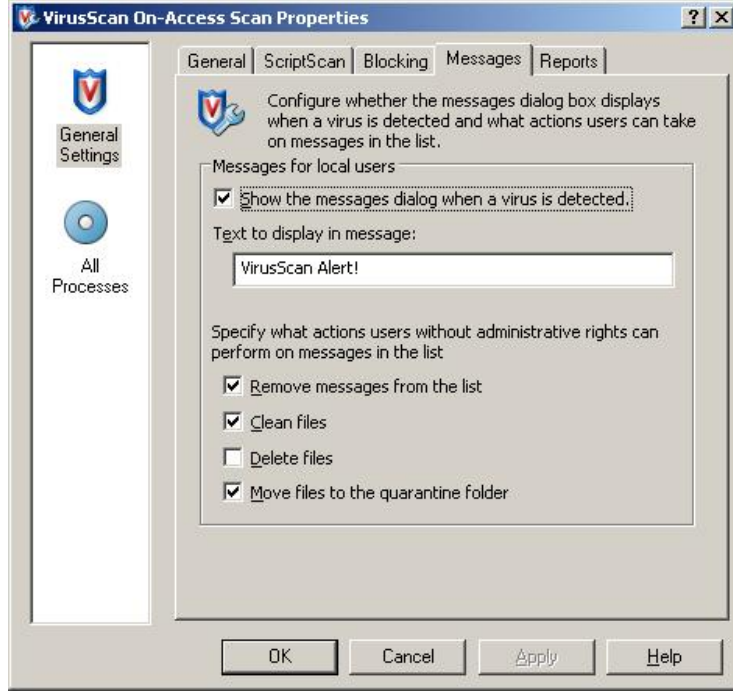 VirusScan On-Access Scan Properties
General
Settings
All
Processes
General
ScriptScan
Blocking
Messages
Reports
Configure whether the messages dialog box displays
when a virus is detected and what actions users can take
on messages in the list.
Messages for local users
Show the messages dialog when a virus is detected.
Text to display in message:
VirusScan Alert!
Specify what actions users without administrative rights can
perform on messages in the list
Remove messages from the list
Clean files
Delete files
Move files to the quarantine folder
OK
Cancel
Apply
Help